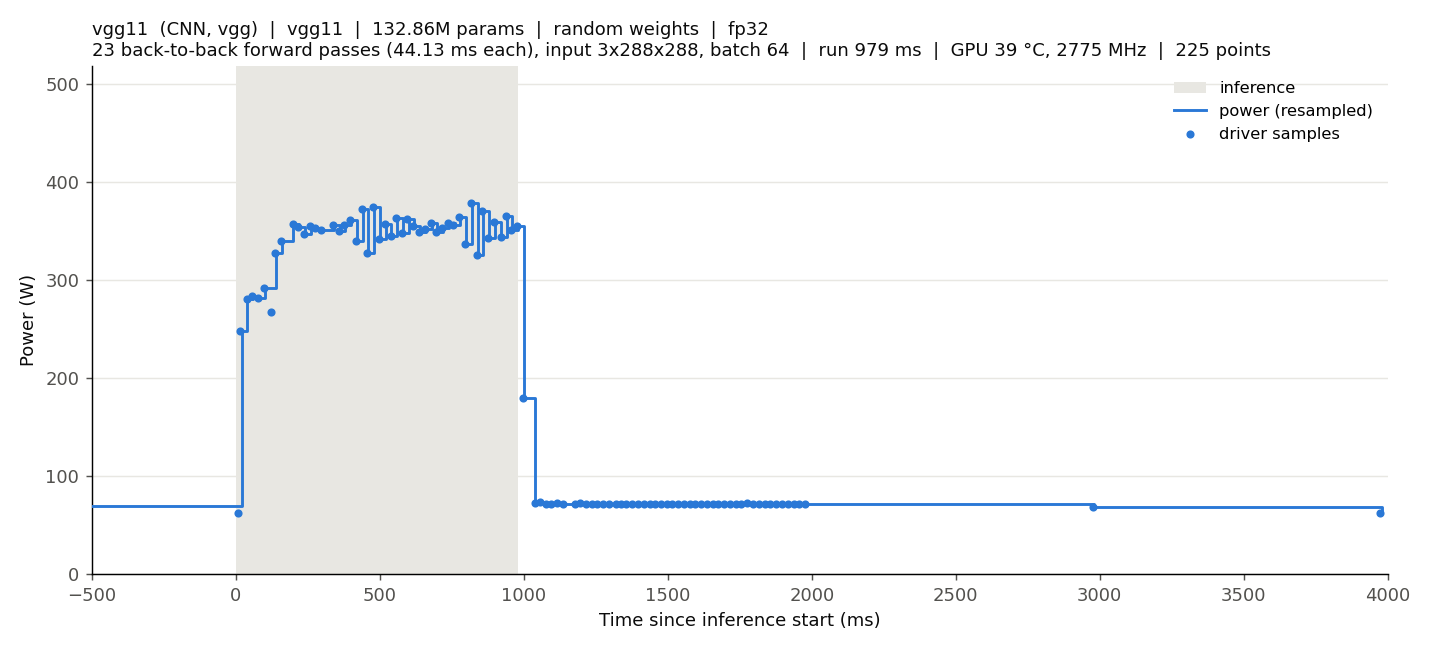 vgg11  (CNN, vgg)  |  vgg11  |  132.86M params  |  random weights  |  fp32
23 back-to-back forward passes (44.13 ms each), input 3x288x288, batch 64  |  run 979 ms  |  GPU 39 °C, 2775 MHz  |  225 points
inference
power (resampled)
driver samples
Power (W)
500
400
300
200
100
0
−500
0
500
1000
1500
2000
2500
3000
3500
4000
Time since inference start (ms)